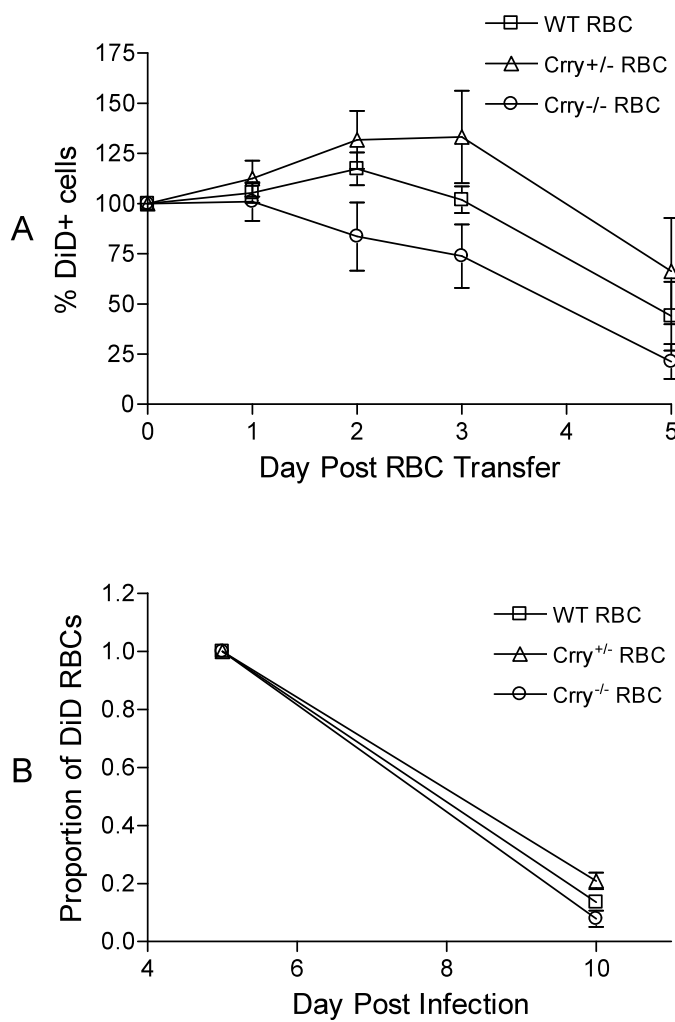 WT RBC
Crry+/- RBC
Crry-/- RBC
A
% DiD+ cells
175
150
125
100
75
50
25
0
0 1 2 3 4 5
Day Post RBC Transfer
WT RBC
Crry+/- RBC
Crry-/- RBC
B
Proportion of DiD RBCs
1.2
1.0
0.8
0.6
0.4
0.2
0.0
4 6 8 10
Day Post Infection